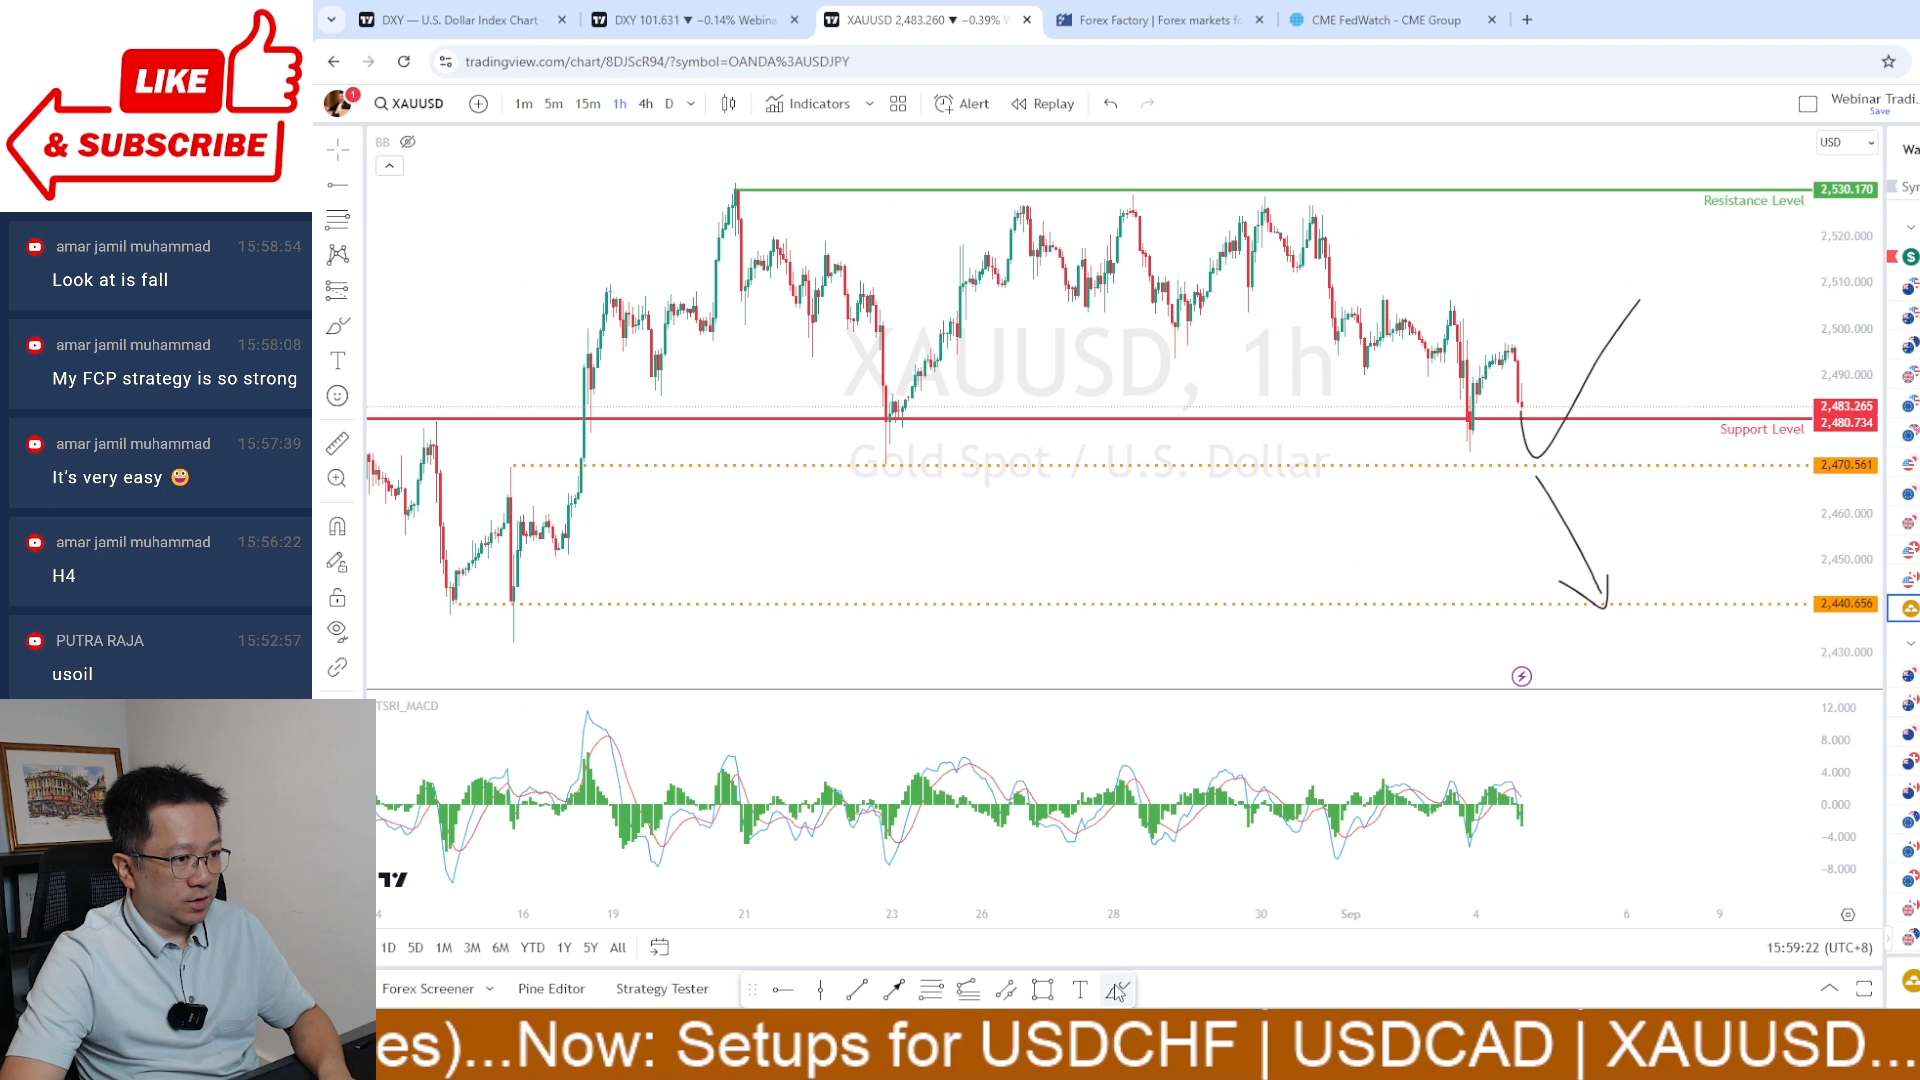 LIKE
& SUBSCRIBE
amar jamil muhammad 15:58:54
Look at is fall
amar jamil muhammad 15:58:08
My FCP strategy is so strong
amar jamil muhammad 15:57:39
It’s very easy 😀
amar jamil muhammad 15:56:22
H4
PUTRA RAJA 15:52:57
usoil
DXY — U.S. Dollar Index Chart
DXY 101.631 ▼ −0.14% Webina
XAUUSD 2,483.260 ▼ −0.39%
Forex Factory | Forex markets fo
CME FedWatch - CME Group
tradingview.com/chart/8DJScR94/?symbol=OANDA%3AUSDJPY
1
XAUUSD
1m 5m 15m 1h 4h D
Indicators
Alert
Replay
Webinar Tradi...
Save
BB
USD
Wa
Sy
2,530.170
Resistance Level
2,520.000
2,510.000
2,500.000
2,490.000
2,483.265
2,480.734
Support Level
2,470.561
2,460.000
2,450.000
2,440.656
2,430.000
XAUUSD, 1h
Gold Spot / U.S. Dollar
TSRI_MACD
12.000
8.000
4.000
0.000
−4.000
−8.000
4 16 19 21 23 26 28 30 Sep 4 6 9
1D 5D 1M 3M 6M YTD 1Y 5Y All
15:59:22 (UTC+8)
Forex Screener
Pine Editor
Strategy Tester
es)...Now: Setups for USDCHF | USDCAD | XAUUSD...